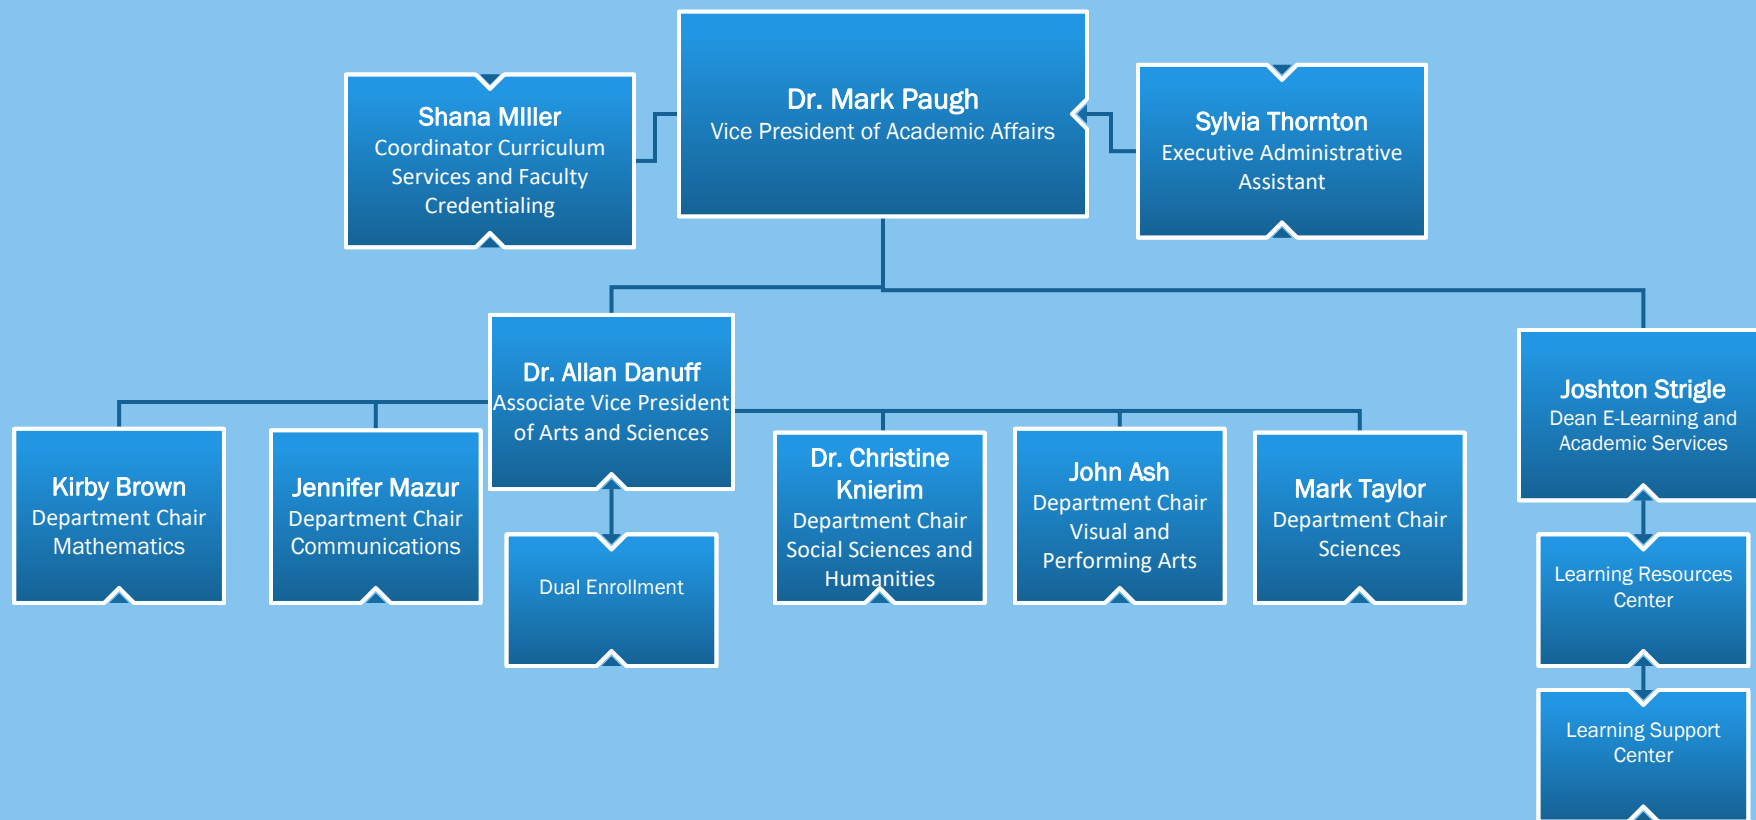 Dr. Mark Paugh
Vice President of Academic Affairs
Shana MIller
Coordinator Curriculum
Services and Faculty
Credentialing
Sylvia Thornton
Executive Administrative
Assistant
Dr. Allan Danuff
Associate Vice President
of Arts and Sciences
Joshton Strigle
Dean E-Learning and
Academic Services
Kirby Brown
Department Chair
Mathematics
Jennifer Mazur
Department Chair
Communications
Dual Enrollment
Dr. Christine
Knierim
Department Chair
Social Sciences and
Humanities
John Ash
Department Chair
Visual and
Performing Arts
Mark Taylor
Department Chair
Sciences
Learning Resources
Center
Learning Support
Center